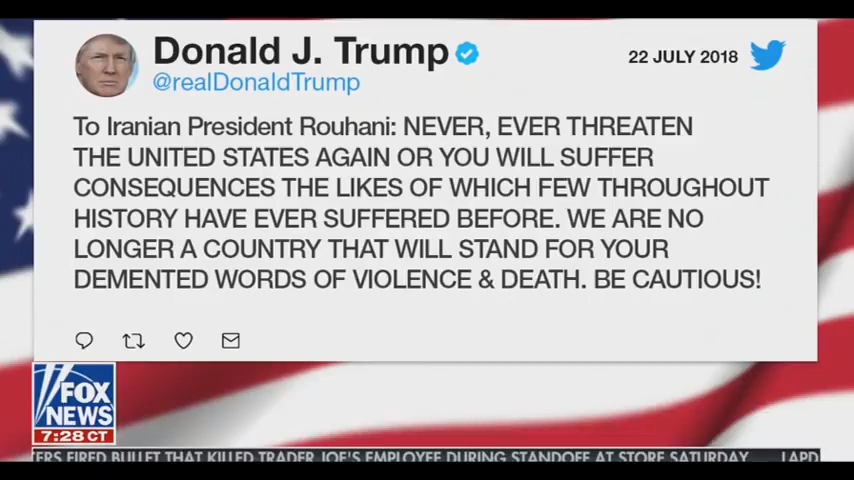 Donald J. Trump
@realDonaldTrump
22 JULY 2018
To Iranian President Rouhani: NEVER, EVER THREATEN
THE UNITED STATES AGAIN OR YOU WILL SUFFER
CONSEQUENCES THE LIKES OF WHICH FEW THROUGHOUT
HISTORY HAVE EVER SUFFERED BEFORE. WE ARE NO
LONGER A COUNTRY THAT WILL STAND FOR YOUR
DEMENTED WORDS OF VIOLENCE & DEATH. BE CAUTIOUS!
FOX
NEWS
7:28 CT
FIRED BULLET THAT KILLED TRADER JOE'S EMPLOYEE DURING STANDOFF AT STORE SATURDAY LAPD